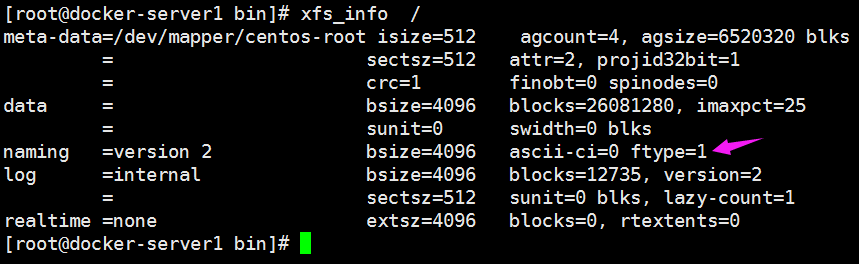 [root@docker-server1 bin]# xfs_info  /
meta-data=/dev/mapper/centos-root isize=512    agcount=4, agsize=6520320 blks
         =                       sectsz=512   attr=2, projid32bit=1
         =                       crc=1        finobt=0 spinodes=0
data     =                       bsize=4096   blocks=26081280, imaxpct=25
         =                       sunit=0      swidth=0 blks
naming   =version 2              bsize=4096   ascii-ci=0 ftype=1
log      =internal               bsize=4096   blocks=12735, version=2
         =                       sectsz=512   sunit=0 blks, lazy-count=1
realtime =none                   extsz=4096   blocks=0, rtextents=0
[root@docker-server1 bin]#